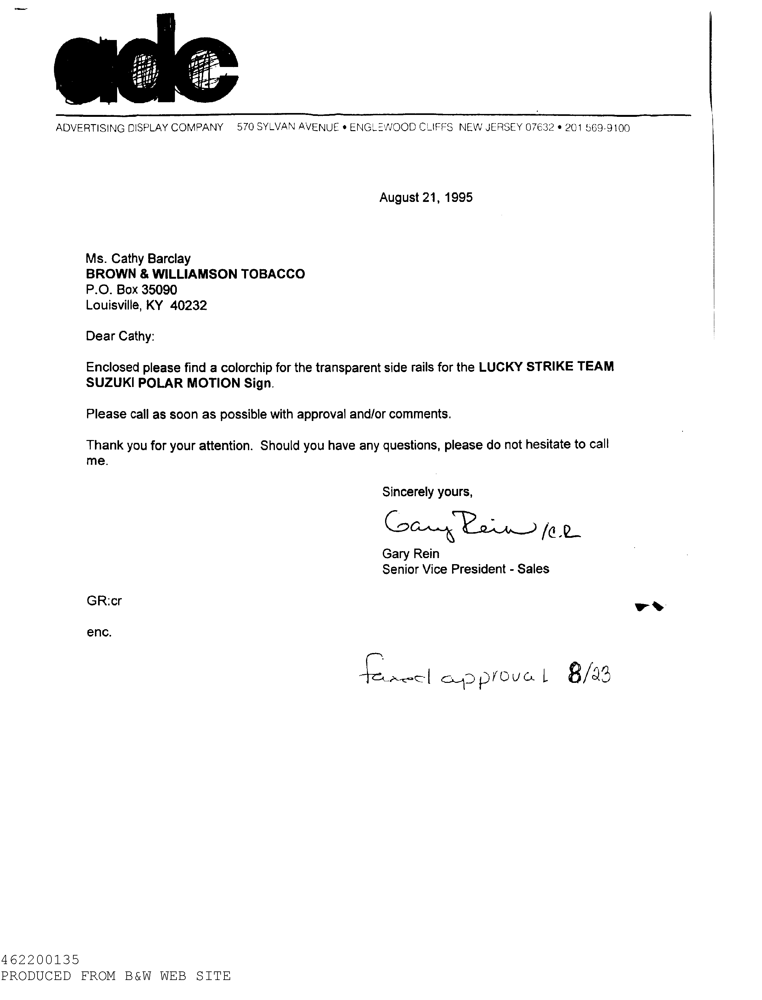 adc
ADVERTISING DISPLAY COMPANY 570 SYLVAN AVENUE • ENGLEWOOD CLIFFS NEW JERSEY 07632 • 201 569-9100
August 21, 1995
Ms. Cathy Barclay
BROWN & WILLIAMSON TOBACCO
P.O. Box 35090
Louisville, KY 40232
Dear Cathy:
Enclosed please find a colorchip for the transparent side rails for the LUCKY STRIKE TEAM
SUZUKI POLAR MOTION Sign.
Please call as soon as possible with approval and/or comments.
Thank you for your attention. Should you have any questions, please do not hesitate to call
me.
Sincerely yours,
Gary Rein /C.R
Gary Rein
Senior Vice President - Sales
GR:cr
enc.
faxed approval 8/23
462200135
PRODUCED FROM B&W WEB SITE